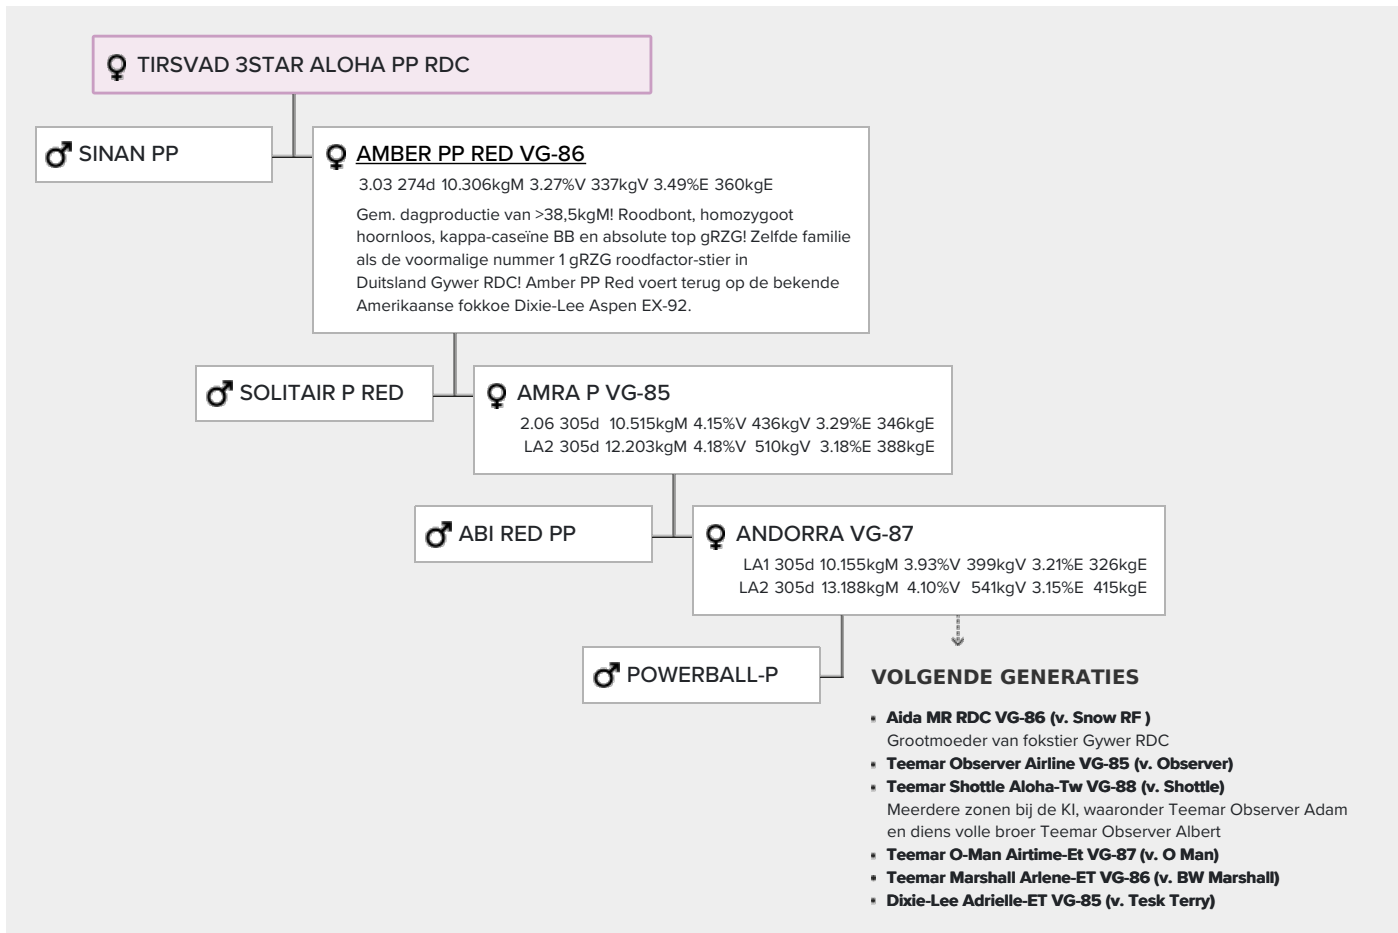 TIRSVAD 3STAR ALOHA PP RDC
SINAN PP
AMBER PP RED VG-86
3.03 274d 10.306kgM 3.27%V 337kgV 3.49%E 360kgE
Gem. dagproductie van >38,5kgM! Roodbont, homozygoot
hoornloos, kappa-caseïne BB en absolute top gRZG! Zelfde familie
als de voormalige nummer 1 gRZG roodfactor-stier in
Duitsland Gywer RDC! Amber PP Red voert terug op de bekende
Amerikaanse fokkoe Dixie-Lee Aspen EX-92.
SOLITAIR P RED
AMRA P VG-85
2.06 305d 10.515kgM 4.15%V 436kgV 3.29%E 346kgE
LA2 305d 12.203kgM 4.18%V 510kgV 3.18%E 388kgE
ABI RED PP
ANDORRA VG-87
LA1 305d 10.155kgM 3.93%V 399kgV 3.21%E 326kgE
LA2 305d 13.188kgM 4.10%V 541kgV 3.15%E 415kgE
POWERBALL-P
VOLGENDE GENERATIES
Aida MR RDC VG-86 (v. Snow RF )
Grootmoeder van fokstier Gywer RDC
Teemar Observer Airline VG-85 (v. Observer)
Teemar Shottle Aloha-Tw VG-88 (v. Shottle)
Meerdere zonen bij de KI, waaronder Teemar Observer Adam
en diens volle broer Teemar Observer Albert
Teemar O-Man Airtime-Et VG-87 (v. O Man)
Teemar Marshall Arlene-ET VG-86 (v. BW Marshall)
Dixie-Lee Adrielle-ET VG-85 (v. Tesk Terry)